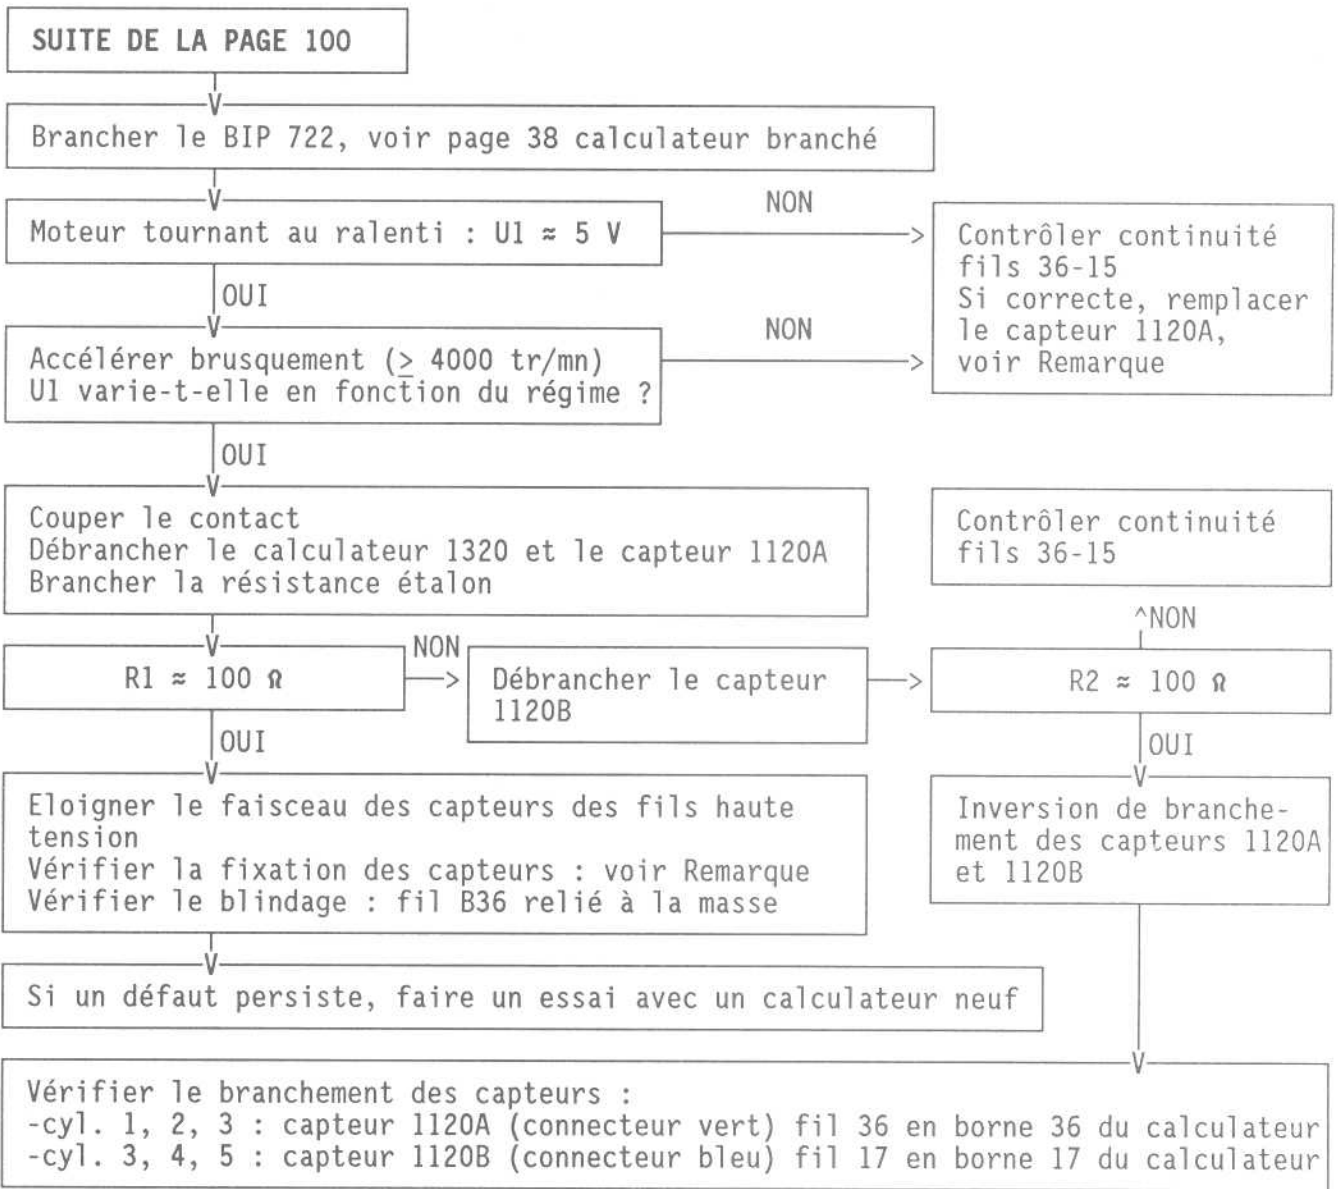 SUITE DE LA PAGE 100
Brancher le BIP 722, voir page 38 calculateur branché
Moteur tournant au ralenti : U1 ≈ 5 V
NON
Contrôler continuité
fils 36-15
Si correcte, remplacer
le capteur 1120A,
voir Remarque
OUI
Accélérer brusquement (≥ 4000 tr/mn)
U1 varie-t-elle en fonction du régime ?
NON
OUI
Couper le contact
Débrancher le calculateur 1320 et le capteur 1120A
Brancher la résistance étalon
Contrôler continuité
fils 36-15
NON
R1 ≈ 100 Ω
NON
Débrancher le capteur
1120B
R2 ≈ 100 Ω
OUI
OUI
Eloigner le faisceau des capteurs des fils haute
tension
Vérifier la fixation des capteurs : voir Remarque
Vérifier le blindage : fil B36 relié à la masse
Inversion de branche-
ment des capteurs 1120A
et 1120B
Si un défaut persiste, faire un essai avec un calculateur neuf
Vérifier le branchement des capteurs :
-cyl. 1, 2, 3 : capteur 1120A (connecteur vert) fil 36 en borne 36 du calculateur
-cyl. 3, 4, 5 : capteur 1120B (connecteur bleu) fil 17 en borne 17 du calculateur